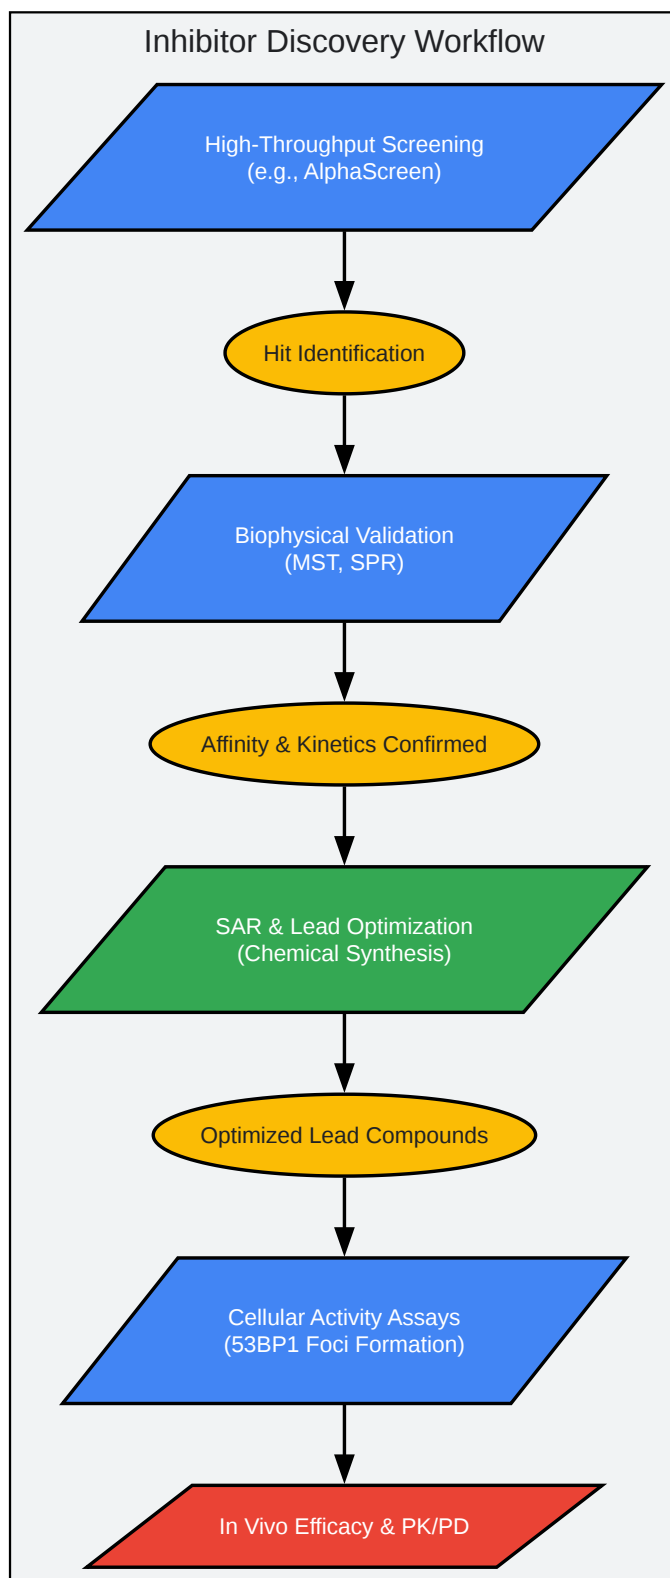 Inhibitor Discovery Workflow
High-Throughput Screening
(e.g., AlphaScreen)
Hit Identification
Biophysical Validation
(MST, SPR)
Affinity & Kinetics Confirmed
SAR & Lead Optimization
(Chemical Synthesis)
Optimized Lead Compounds
Cellular Activity Assays
(53BP1 Foci Formation)
In Vivo Efficacy & PK/PD